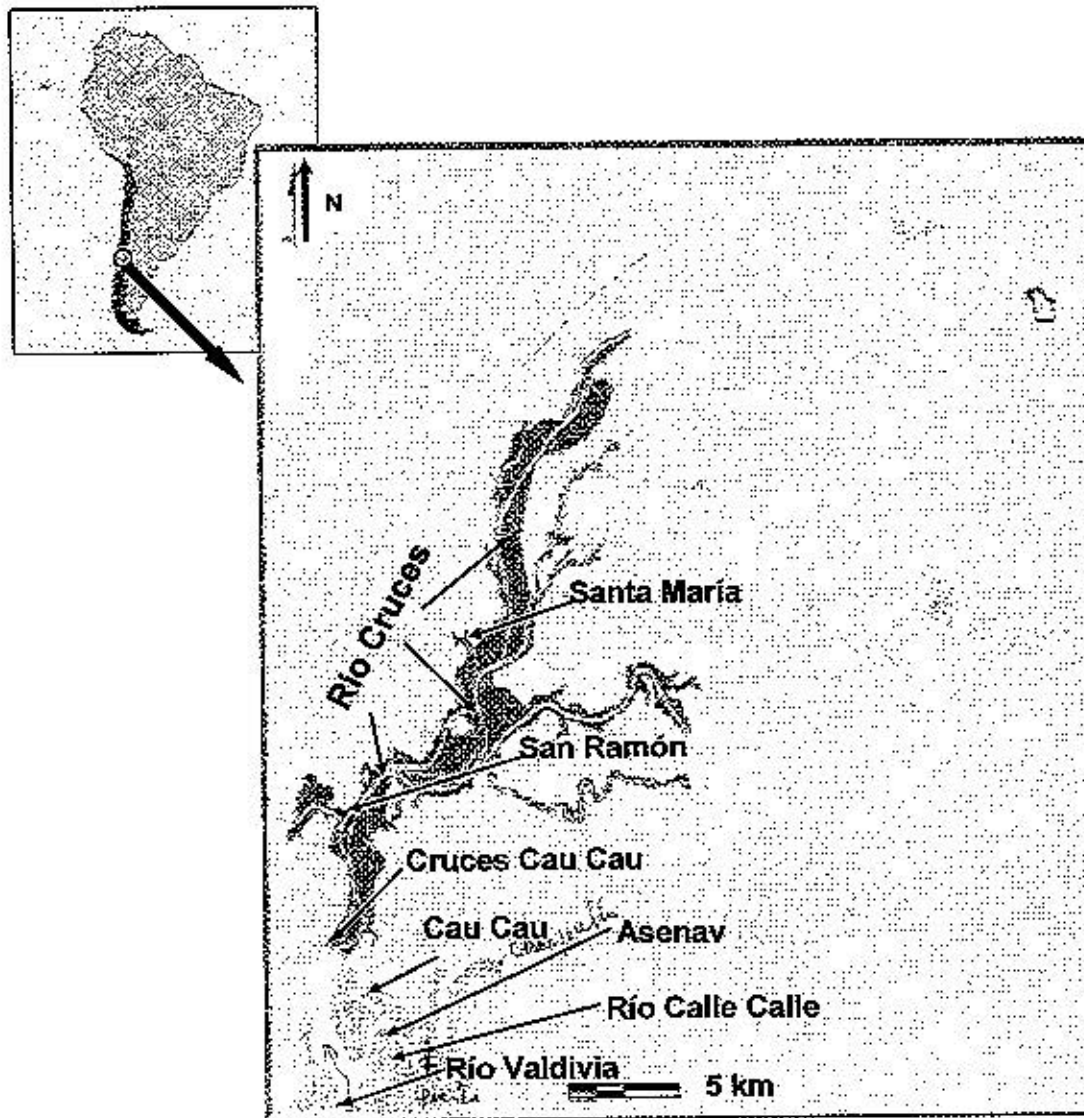 N
Río Cruces
Santa María
San Ramón
Cruces Cau Cau
Cau Cau
Asenav
Río Calle Calle
Río Valdivia
5 km